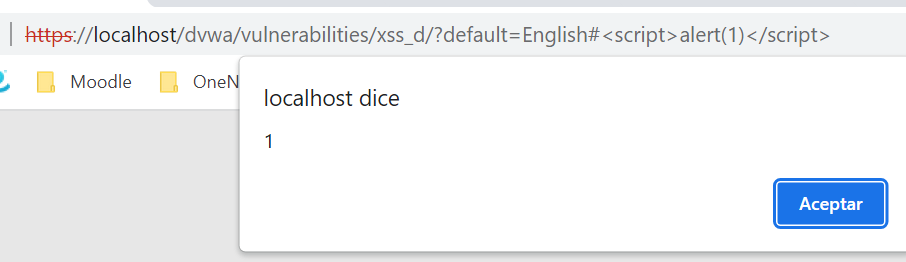 https://localhost/dvwa/vulnerabilities/xss_d/?default=English#<script>alert(1)</script>
Moodle
OneN
localhost dice
1
Aceptar